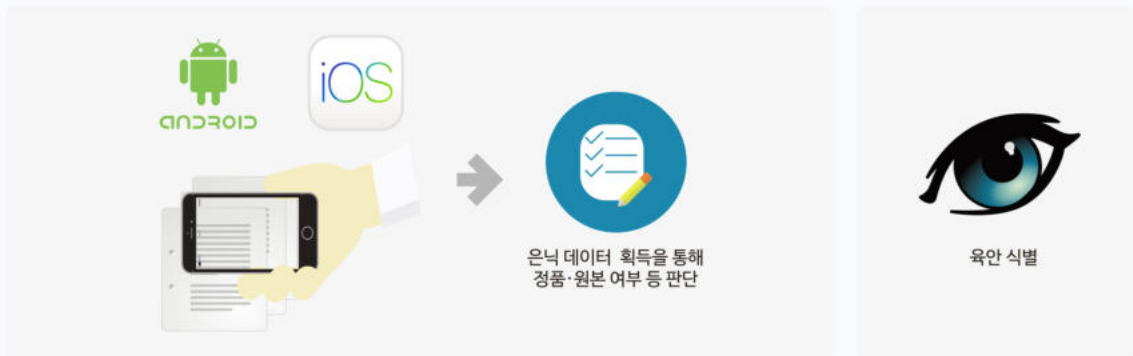 ANDROID
iOS
은닉 데이터 획득을 통해
정품·원본 여부 등 판단
육안 식별